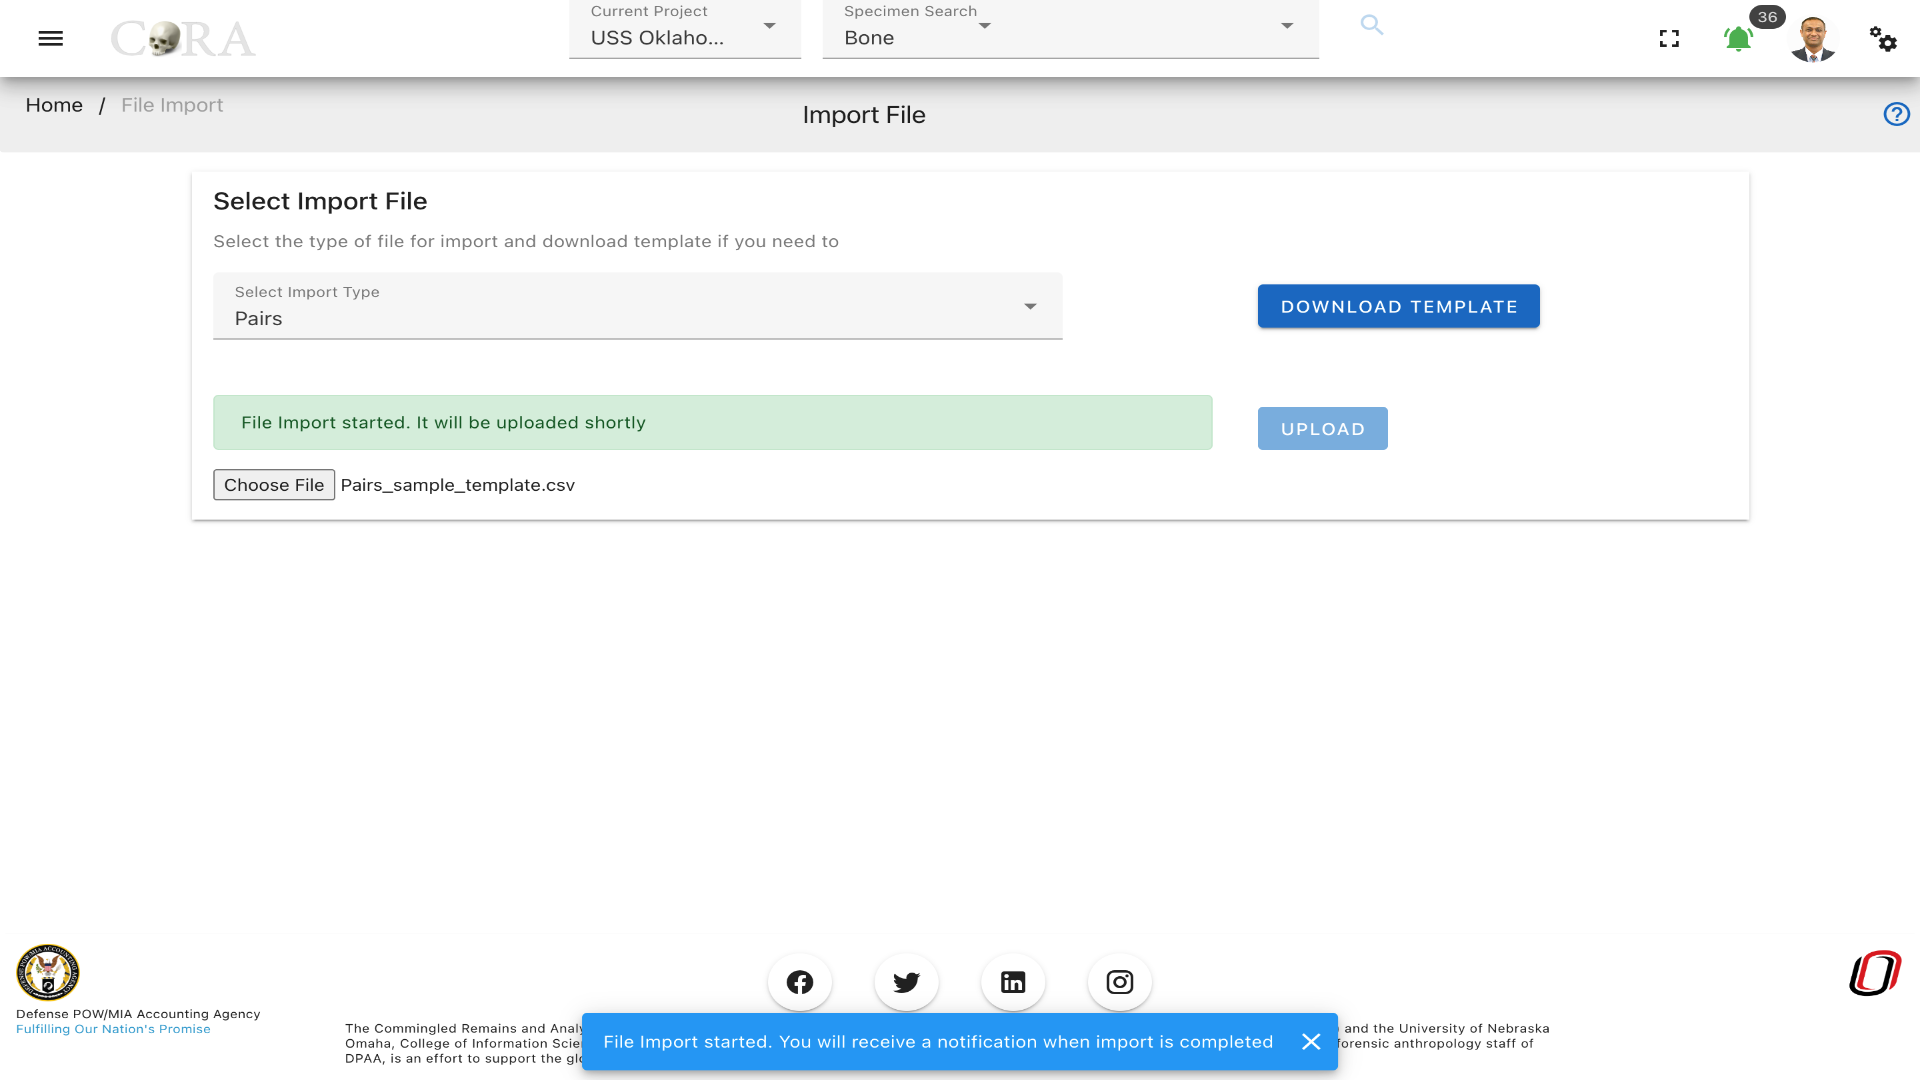 CORA
Current Project
USS Oklaho...
Specimen Search
Bone
36
Home / File Import
Import File
Select Import File
Select the type of file for import and download template if you need to
Select Import Type
Pairs
DOWNLOAD TEMPLATE
File Import started. It will be uploaded shortly
UPLOAD
Choose File Pairs_sample_template.csv
Defense POW/MIA Accounting Agency
Fulfilling Our Nation's Promise
The Commingled Remains and Analy and the University of Nebraska
Omaha, College of Information Scie forensic anthropology staff of
DPAA, is an effort to support the gl
File Import started. You will receive a notification when import is completed